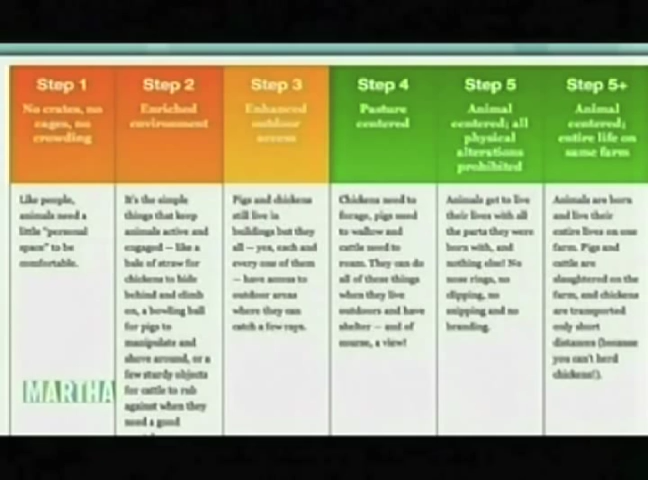 Step 1
No crates, no
cages, no
crowding
Like people,
animals need a
little "personal
space" to be
comfortable.
Step 2
Enriched
environment
It's the simple
things that keep
animals active and
engaged — like a
bale of straw for
chickens to hide
behind and climb
on, a bowling ball
for pigs to
manipulate and
shove around, or a
few sturdy objects
for cattle to rub
against when they
need a good
Step 3
Enhanced
outdoor
access
Pigs and chickens
still live in
buildings but they
all — yes, each and
every one of them
— have access to
outdoor areas
where they can
catch a few rays.
Step 4
Pasture
centered
Chickens need to
forage, pigs need
to wallow and
cattle need to
roam. They can do
all of those things
when they live
outdoors and have
shelter — and of
course, a view!
Step 5
Animal
centered; all
physical
alterations
prohibited
Animals get to live
their lives with all
the parts they were
born with, and
nothing else! No
nose rings, no
clipping, no
snipping and no
branding.
Step 5+
Animal
centered;
entire life on
same farm
Animals are born
and live their
entire lives on one
farm. Pigs and
cattle are
slaughtered on the
farm, and chickens
are transported
only short
distances (because
you can't herd
chickens!).
MARTHA